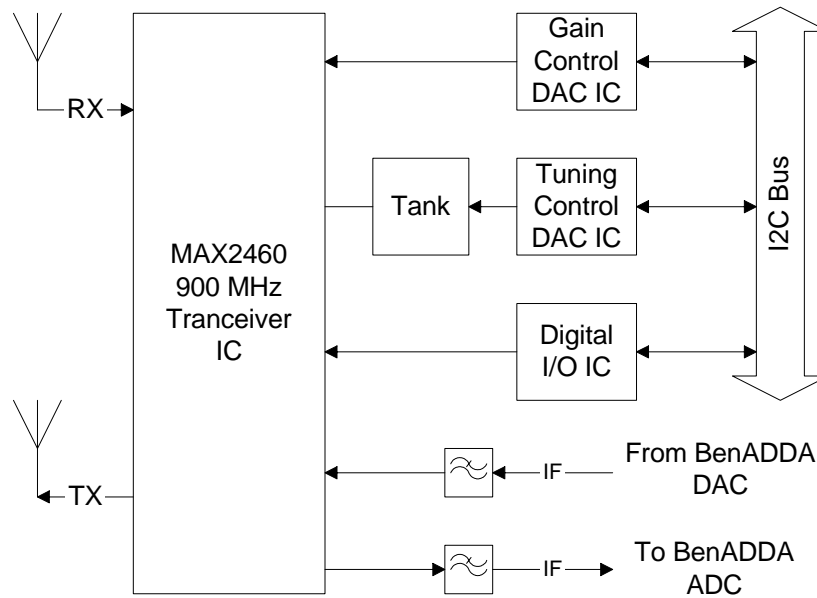 RX
MAX2460
900 MHz
Tranceiver
IC
TX
Gain
Control
DAC IC
Tank
Tuning
Control
DAC IC
Digital
I/O IC
I2C Bus
IF
From BenADDA
DAC
IF
To BenADDA
ADC